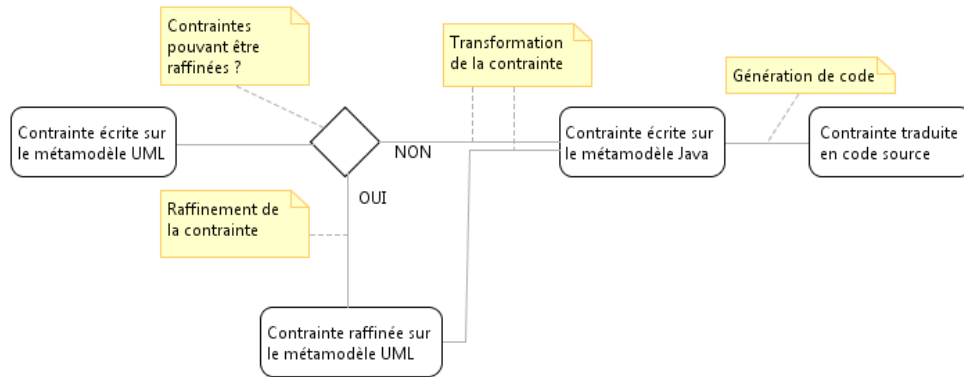 Contraintes
pouvant être
raffinées ?
Transformation
de la contrainte
Génération de code
Contrainte écrite sur
le métamodèle UML
NON
Contrainte écrite sur
le métamodèle Java
Contrainte traduite
en code source
OUI
Raffinement de
la contrainte
Contrainte raffinée sur
le métamodèle UML